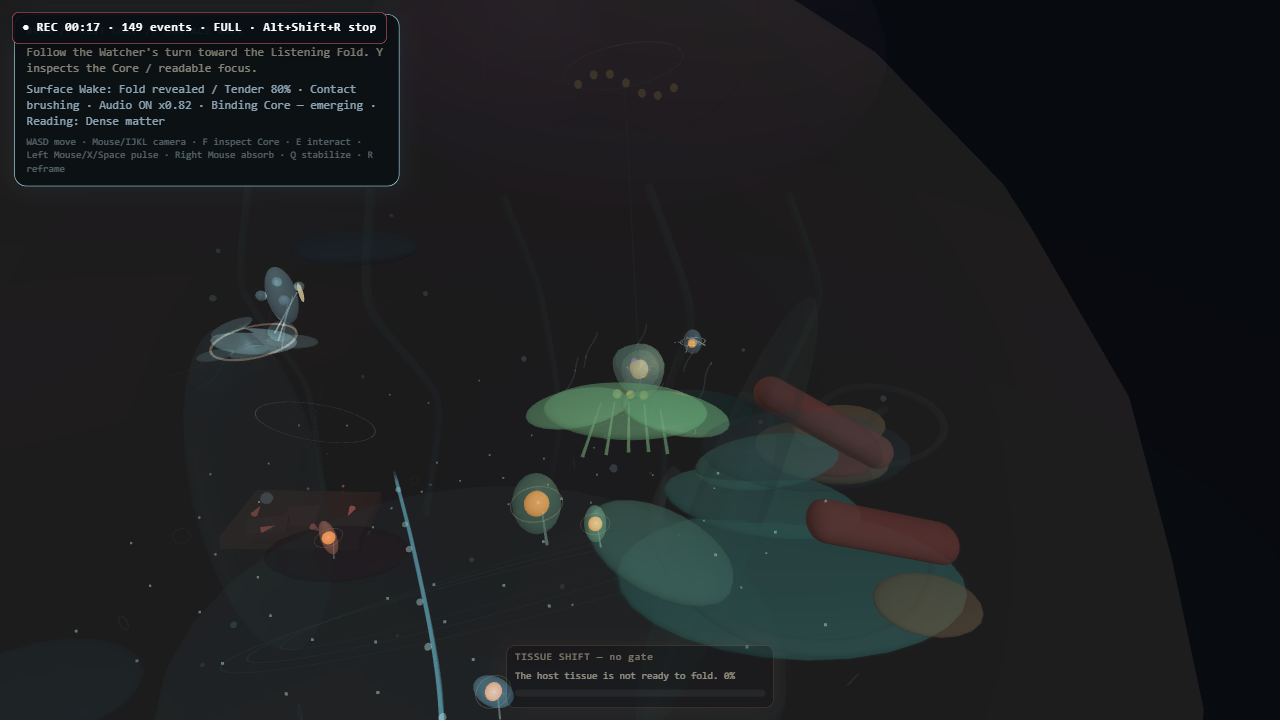 ● REC 00:17 · 149 events · FULL · Alt+Shift+R stop
Follow the Watcher's turn toward the Listening Fold. Y
inspects the Core / readable focus.
Surface Wake: Fold revealed / Tender 80% · Contact
brushing · Audio ON x0.82 · Binding Core — emerging ·
Reading: Dense matter
WASD move · Mouse/IJKL camera · F inspect Core · E interact ·
Left Mouse/X/Space pulse · Right Mouse absorb · Q stabilize · R
reframe
TISSUE SHIFT — no gate
The host tissue is not ready to fold. 0%